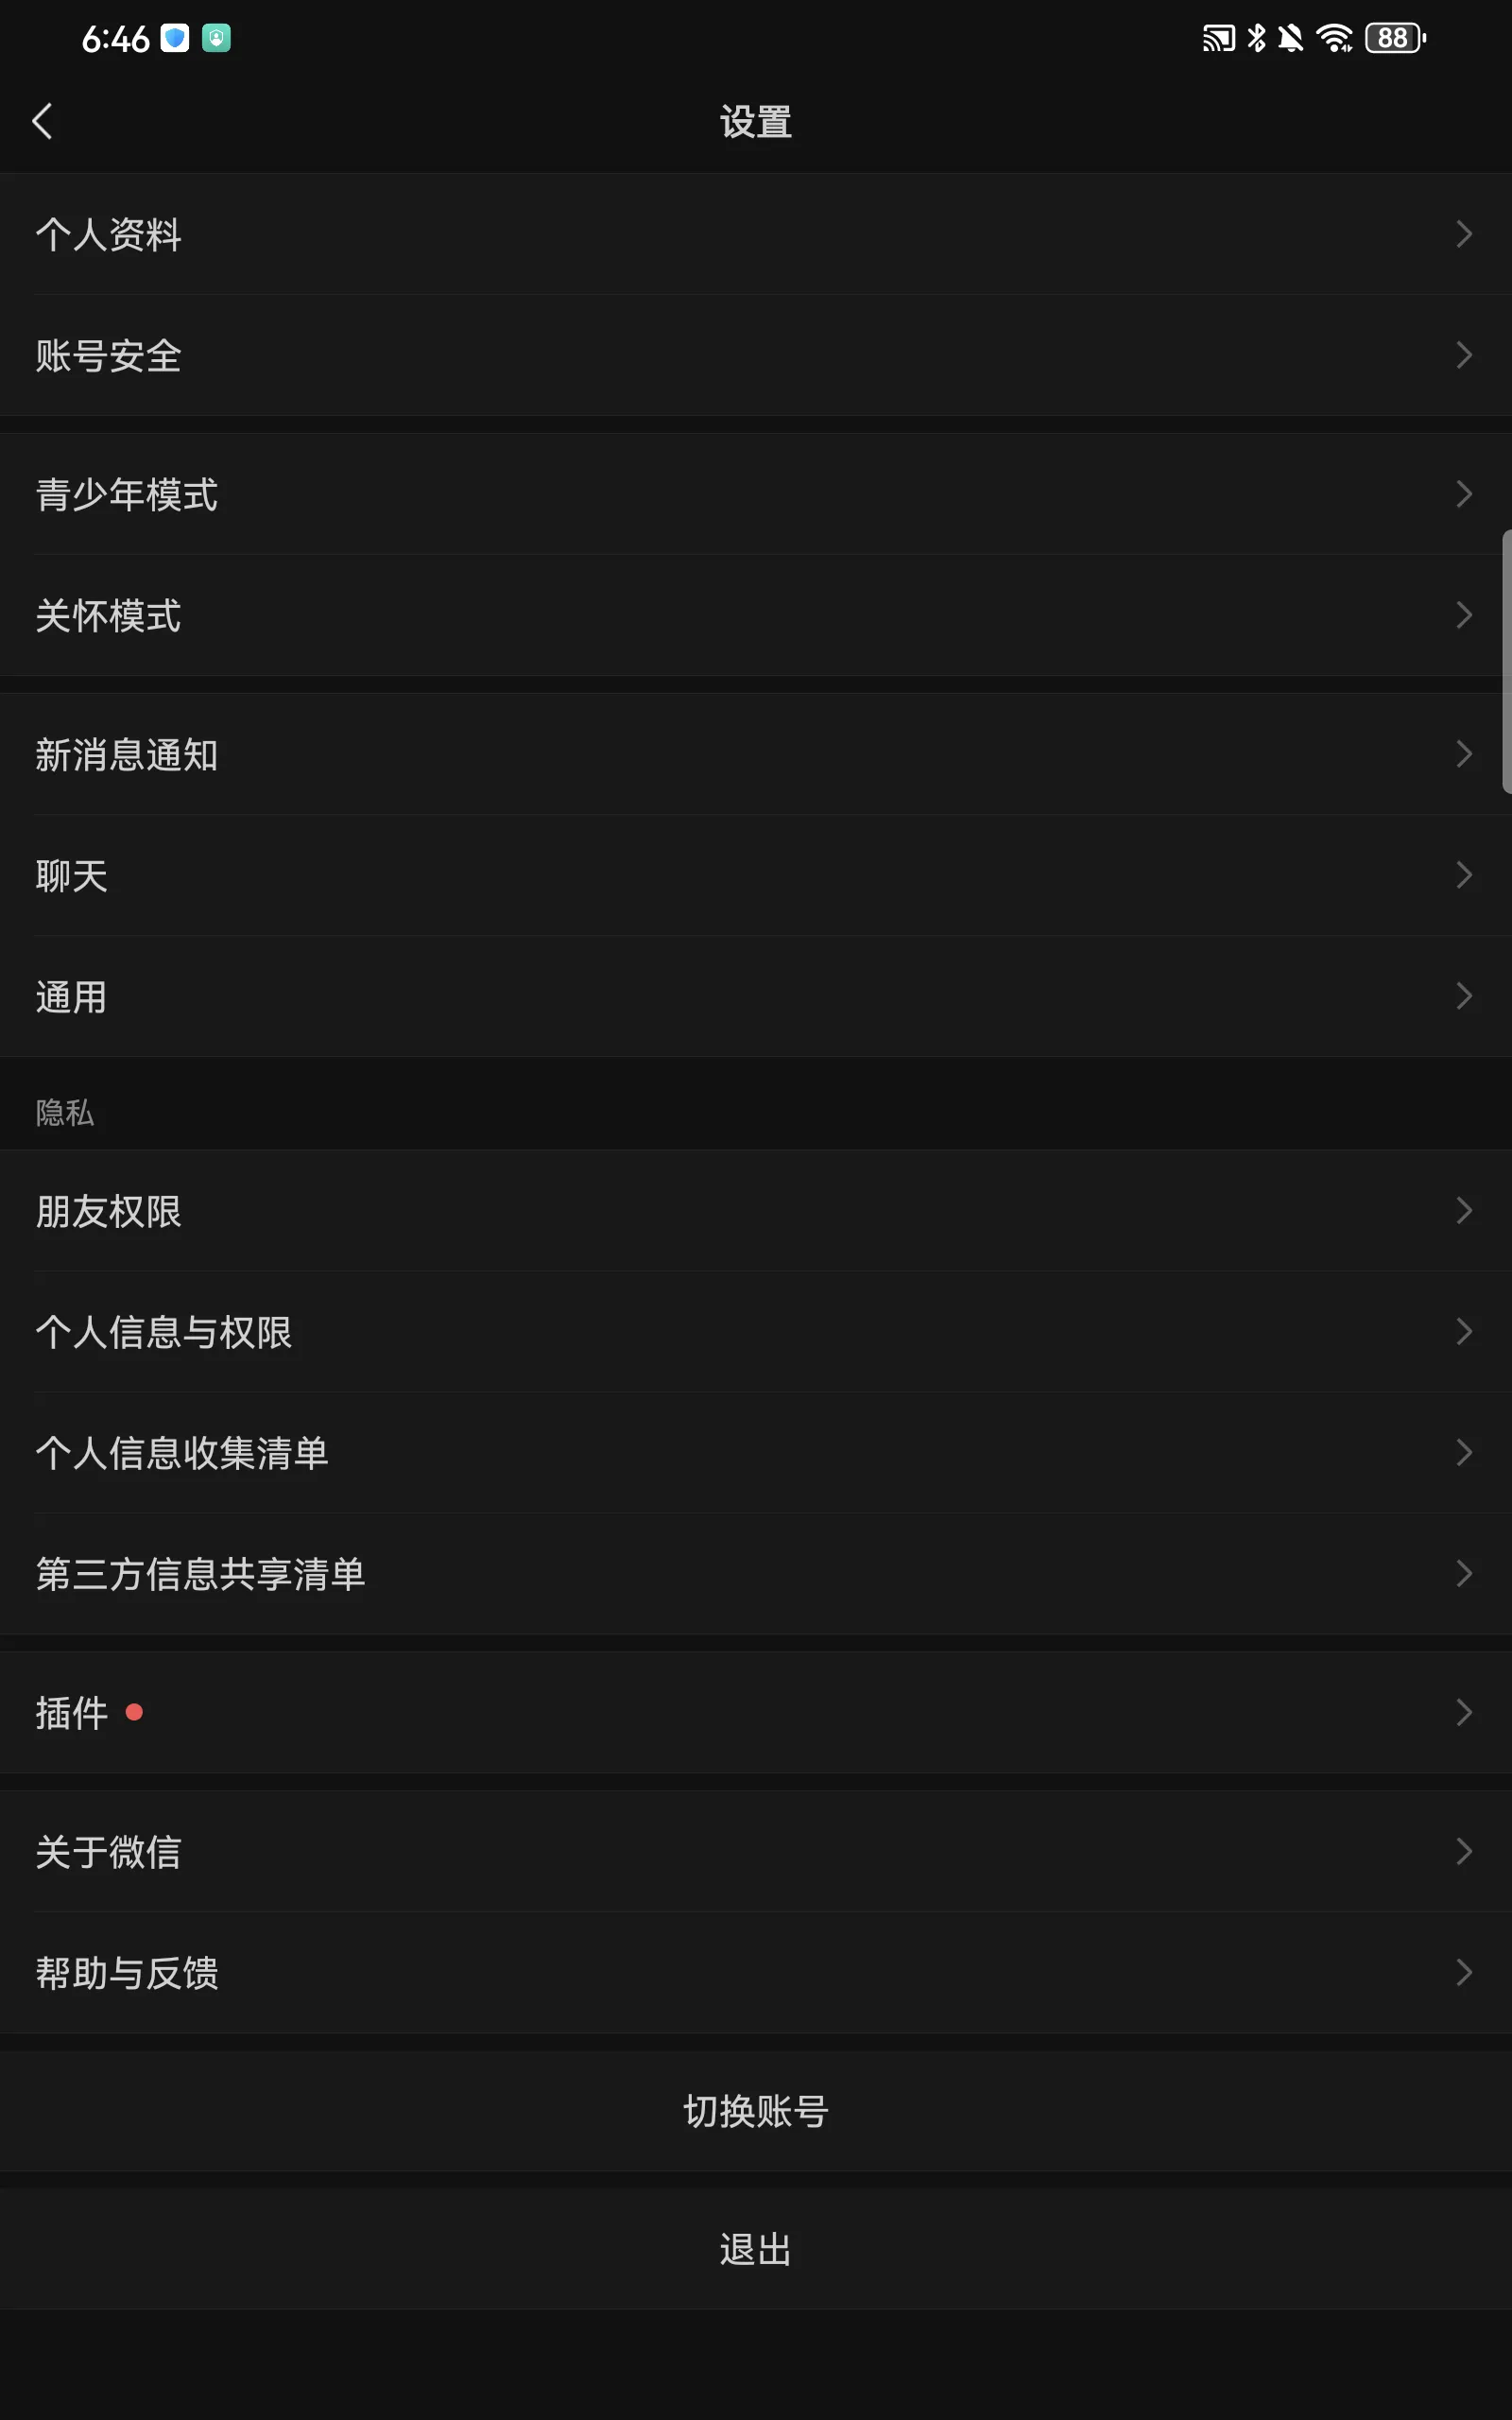 6:46
88
设置
个人资料
账号安全
青少年模式
关怀模式
新消息通知
聊天
通用
隐私
朋友权限
个人信息与权限
个人信息收集清单
第三方信息共享清单
插件
关于微信
帮助与反馈
切换账号
退出